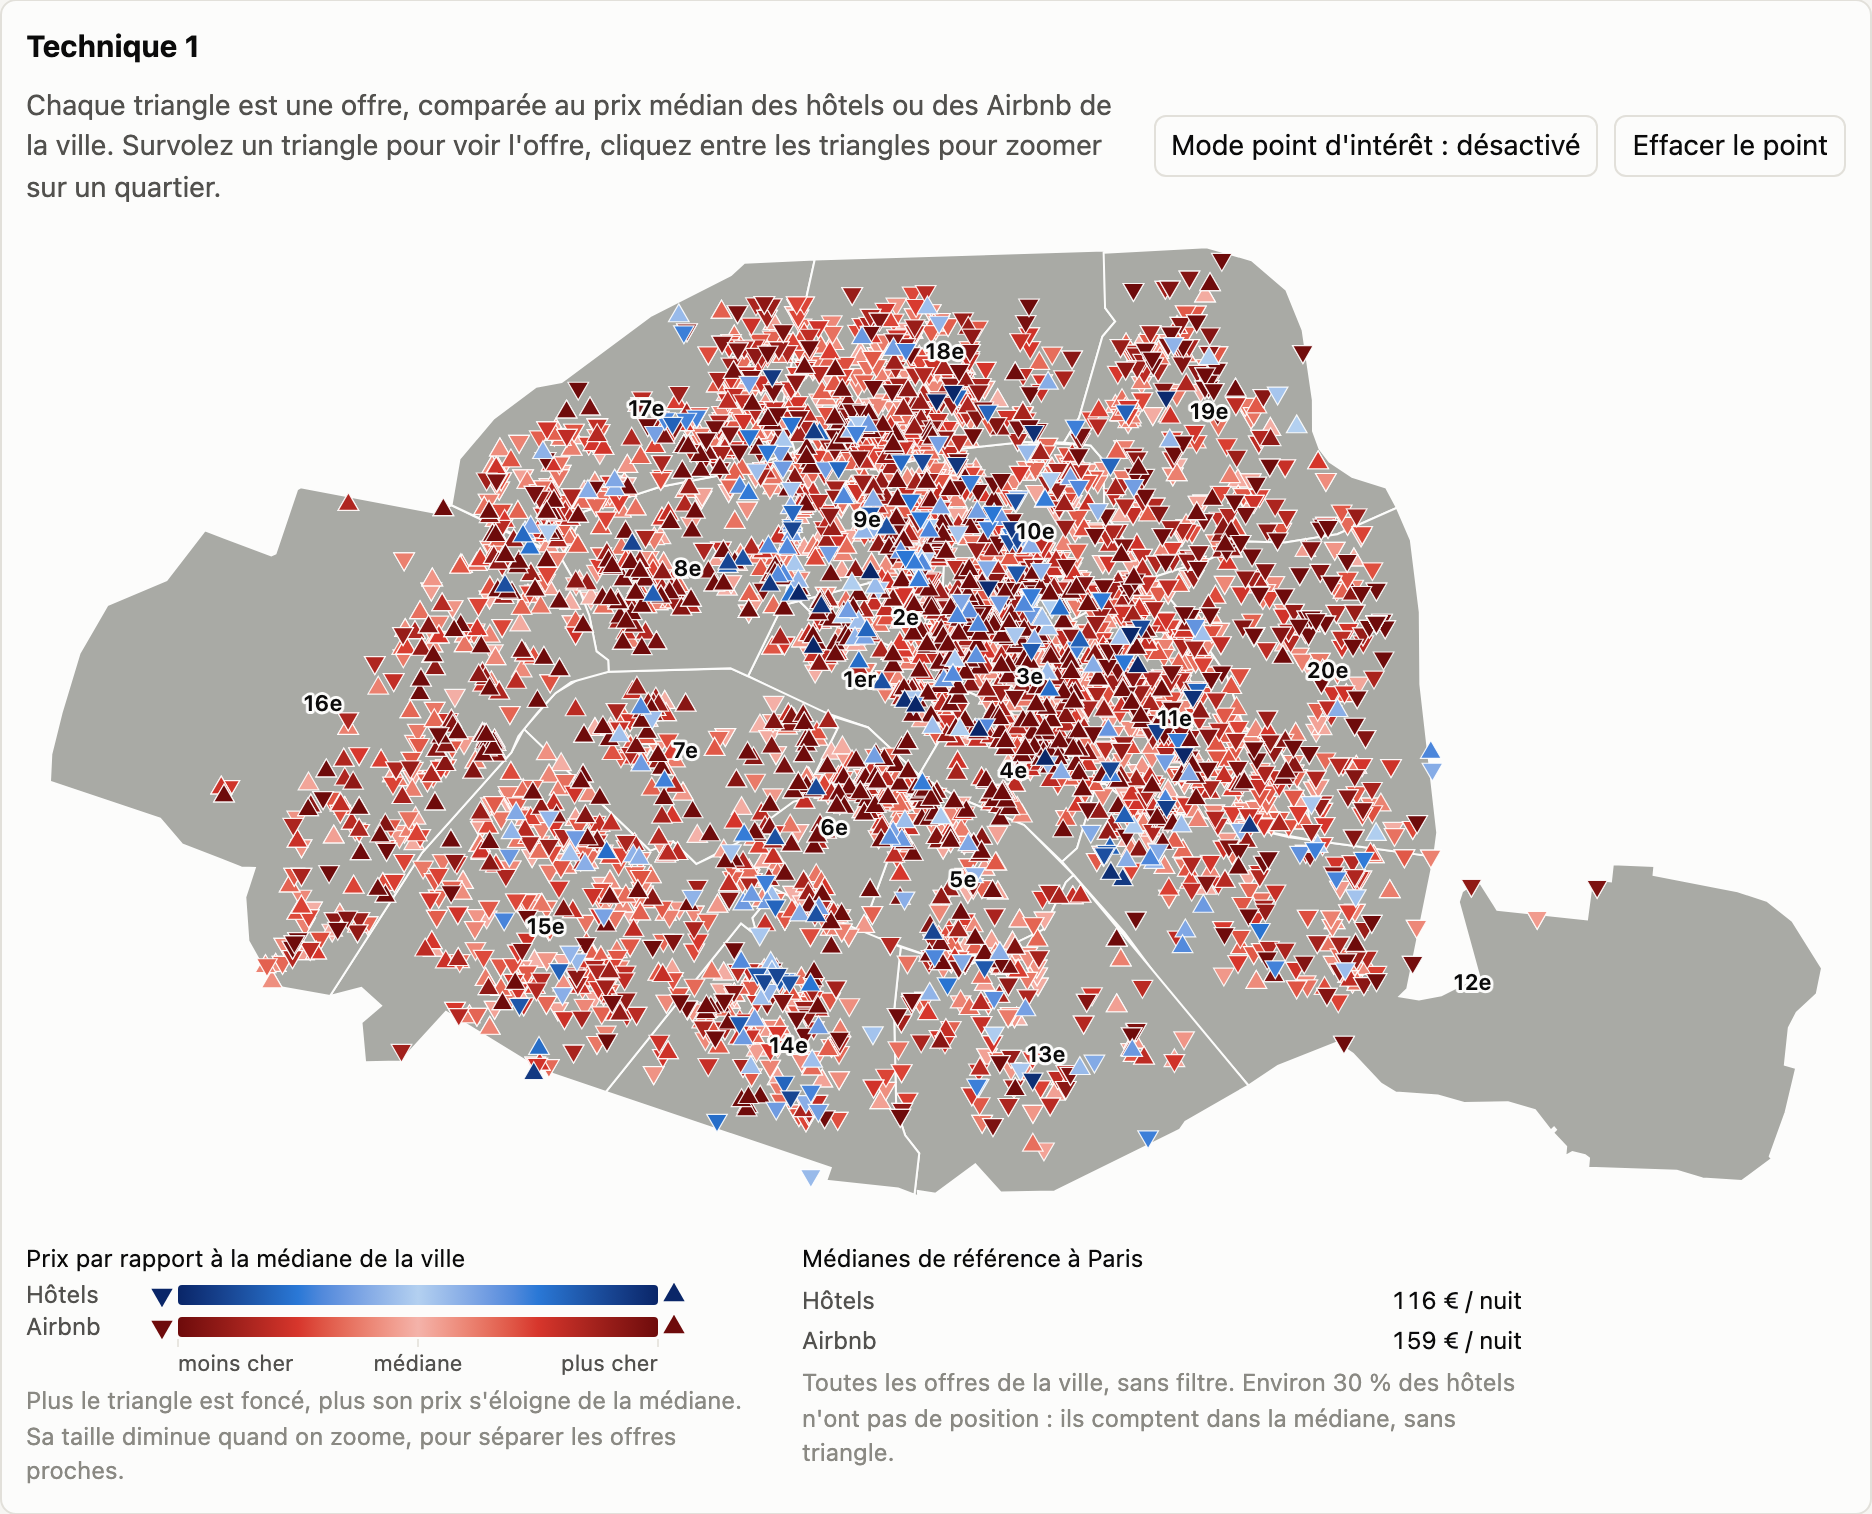 Technique 1
Chaque triangle est une offre, comparée au prix médian des hôtels ou des Airbnb de
la ville. Survolez un triangle pour voir l'offre, cliquez entre les triangles pour zoomer
sur un quartier.
Mode point d'intérêt : désactivé
Effacer le point
18e
17e
19e
9e
10e
8e
2e
20e
1er
3e
16e
11e
7e
4e
6e
5e
15e
12e
14e
13e
Prix par rapport à la médiane de la ville
Hôtels
Airbnb
moins cher
médiane
plus cher
Plus le triangle est foncé, plus son prix s'éloigne de la médiane.
Sa taille diminue quand on zoome, pour séparer les offres
proches.
Médianes de référence à Paris
Hôtels 116 € / nuit
Airbnb 159 € / nuit
Toutes les offres de la ville, sans filtre. Environ 30 % des hôtels
n'ont pas de position : ils comptent dans la médiane, sans
triangle.